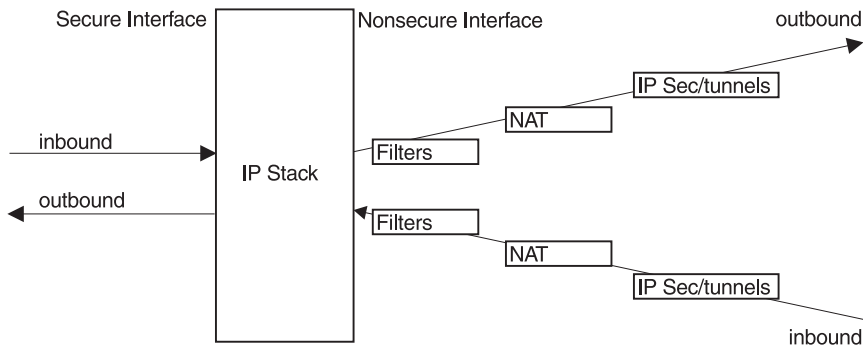 Secure Interface
Nonsecure Interface
outbound
IP Sec/tunnels
NAT
inbound
Filters
IP Stack
outbound
Filters
NAT
IP Sec/tunnels
inbound